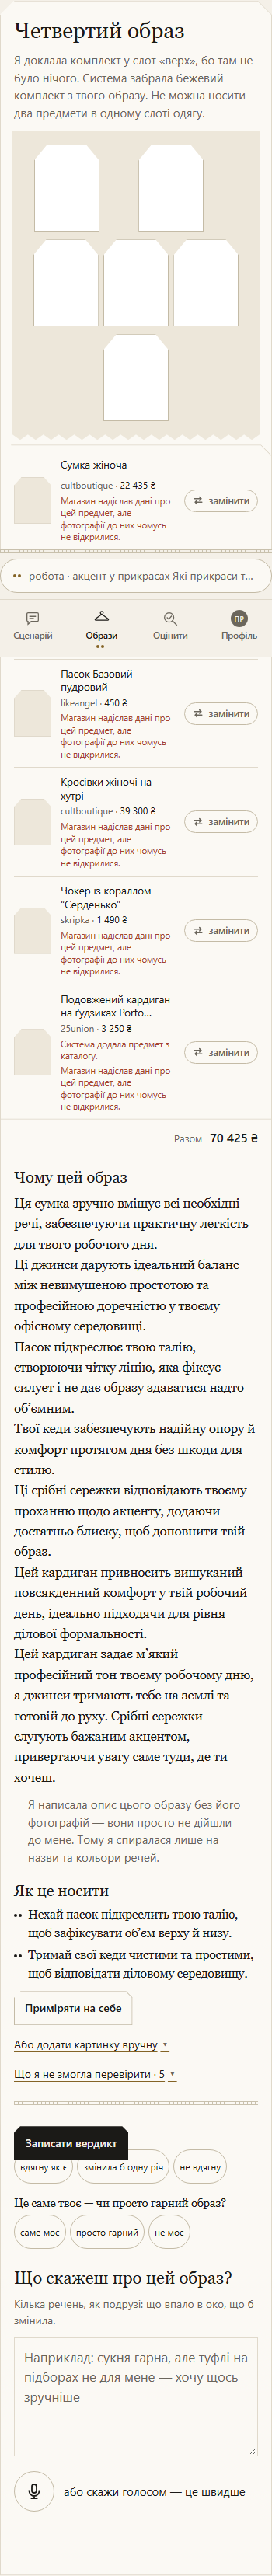 Четвертий образ
Я доклала комплект у слот «верх», бо там не
було нічого. Система забрала бежевий
комплект з твого образу. Не можна носити
два предмети в одному слоті одягу.
Сумка жіноча
cultboutique · 22 435 ₴
Магазин надіслав дані про
цей предмет, але
фотографії до них чомусь
не відкрилися.
замінити
робота · акцент у прикрасах Які прикраси т...
Сценарій
Образи
Оцінити
ПР
Профіль
Пасок Базовий
пудровий
likeangel · 450 ₴
Магазин надіслав дані про
цей предмет, але
фотографії до них чомусь
не відкрилися.
замінити
Кросівки жіночі на
хутрі
cultboutique · 39 300 ₴
Магазин надіслав дані про
цей предмет, але
фотографії до них чомусь
не відкрилися.
замінити
Чокер із кораллом
“Серденько”
skripka · 1 490 ₴
Магазин надіслав дані про
цей предмет, але
фотографії до них чомусь
не відкрилися.
замінити
Подовжений кардиган
на ґудзиках Porto...
25union · 3 250 ₴
Система додала предмет з
каталогу.
Магазин надіслав дані про
цей предмет, але
фотографії до них чомусь
не відкрилися.
замінити
Разом 70 425 ₴
Чому цей образ
Ця сумка зручно вміщує всі необхідні
речі, забезпечуючи практичну легкість
для твого робочого дня.
Ці джинси дарують ідеальний баланс
між невимушеною простотою та
професійною доречністю у твоєму
офісному середовищі.
Пасок підкреслює твою талію,
створюючи чітку лінію, яка фіксує
силует і не дає образу здаватися надто
об’ємним.
Твої кеди забезпечують надійну опору й
комфорт протягом дня без шкоди для
стилю.
Ці срібні сережки відповідають твоєму
проханню щодо акценту, додаючи
достатньо блиску, щоб доповнити твій
образ.
Цей кардиган привносить вишуканий
повсякденний комфорт у твій робочий
день, ідеально підходячи для рівня
ділової формальності.
Цей кардиган задає м’який
професійний тон твоєму робочому дню,
а джинси тримають тебе на землі та
готовій до руху. Срібні сережки
слугують бажаним акцентом,
привертаючи увагу саме туди, де ти
хочеш.
Я написала опис цього образу без його
фотографій — вони просто не дійшли
до мене. Тому я спиралася лише на
назви та кольори речей.
Як це носити
Нехай пасок підкреслить твою талію,
щоб зафіксувати об’єм верху й низу.
Тримай свої кеди чистими та простими,
щоб відповідати діловому середовищу.
Приміряти на себе
Або додати картинку вручну
Що я не змогла перевірити · 5
Записати вердикт
вдягну як є
змінила б одну річ
не вдягну
Це саме твоє — чи просто гарний образ?
саме моє
просто гарний
не моє
Що скажеш про цей образ?
Кілька речень, як подрузі: що впало в око, що б
змінила.
Наприклад: сукня гарна, але туфлі на
підборах не для мене — хочу щось
зручніше
або скажи голосом — це швидше